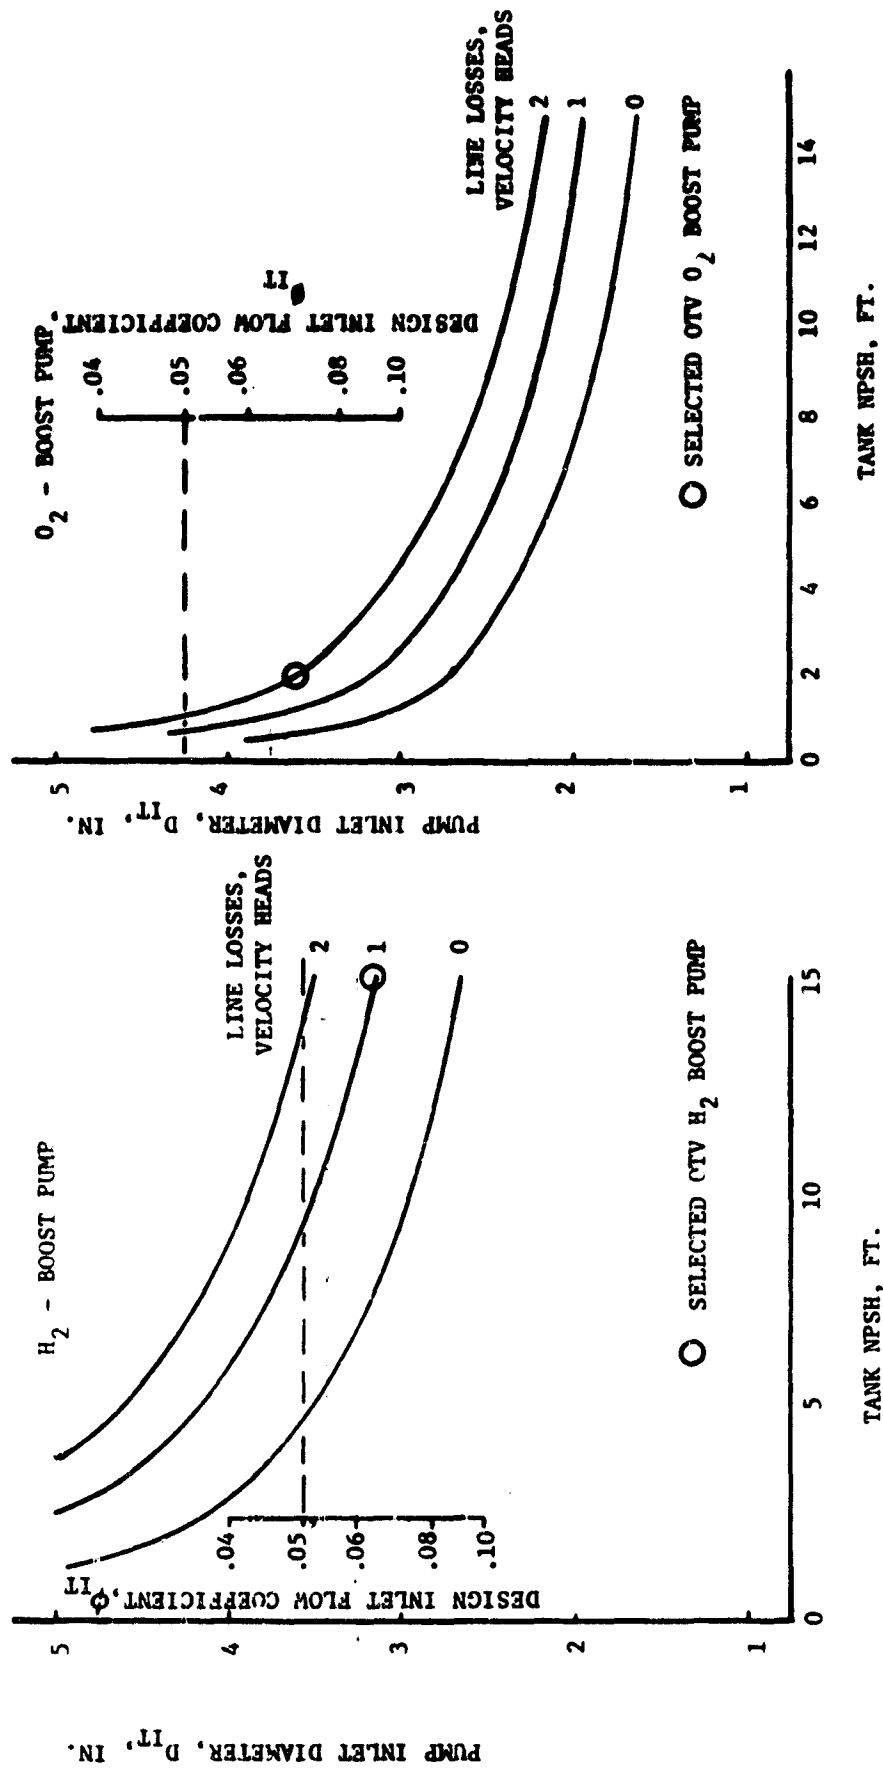 H2 - BOOST PUMP
LINE LOSSES,
VELOCITY HEADS
2
1
0
PUMP INLET DIAMETER, DIT, IN.
5
4
3
2
1
DESIGN INLET FLOW COEFFICIENT, ϕIT
.04
.05
.06
.08
.10
SELECTED OTV H2 BOOST PUMP
0
5
10
15
TANK NPSH, FT.
O2 - BOOST PUMP
LINE LOSSES,
VELOCITY HEADS
2
1
0
PUMP INLET DIAMETER, DIT, IN.
5
4
3
2
1
DESIGN INLET FLOW COEFFICIENT,
ϕIT
.04
.05
.06
.08
.10
SELECTED OTV O2 BOOST PUMP
0
2
4
6
8
10
12
14
TANK NPSH, FT.